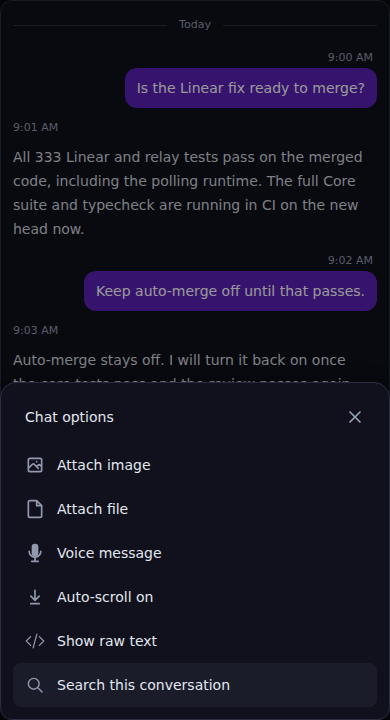 Today
9:00 AM
Is the Linear fix ready to merge?
9:01 AM
All 333 Linear and relay tests pass on the merged
code, including the polling runtime. The full Core
suite and typecheck are running in CI on the new
head now.
9:02 AM
Keep auto-merge off until that passes.
9:03 AM
Auto-merge stays off. I will turn it back on once
Chat options
Attach image
Attach file
Voice message
Auto-scroll on
Show raw text
Search this conversation